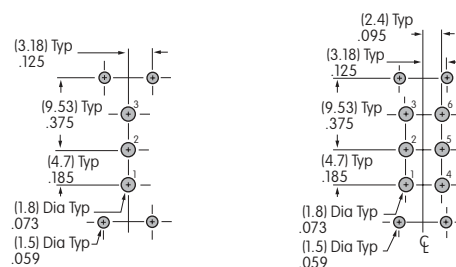 (3.18) Typ
.125
(9.53) Typ
.375
(4.7) Typ
.185
(1.8) Dia Typ
.073
(1.5) Dia Typ
.059
3
2
1
(2.4) Typ
.095
(3.18) Typ
.125
(9.53) Typ
.375
(4.7) Typ
.185
(1.8) Dia Typ
.073
(1.5) Dia Typ
.059
3 6
2 5
1 4
℄